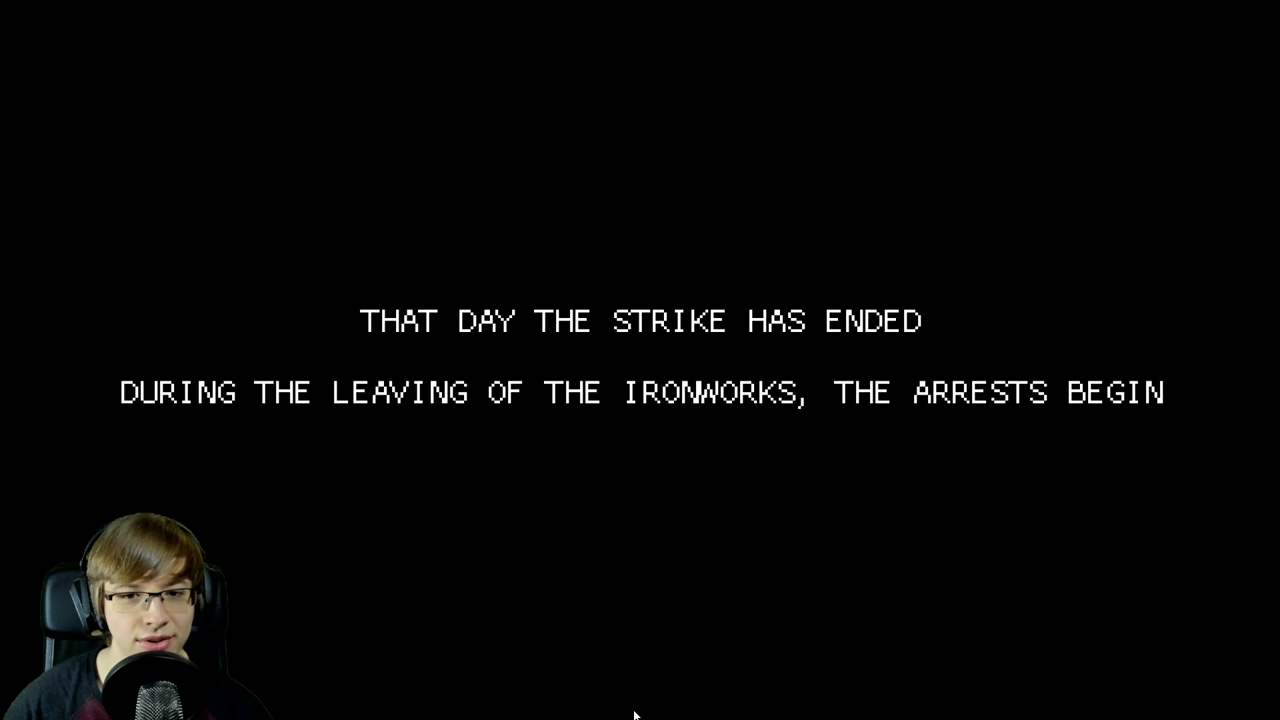 THAT DAY THE STRIKE HAS ENDED
DURING THE LEAVING OF THE IRONWORKS, THE ARRESTS BEGIN